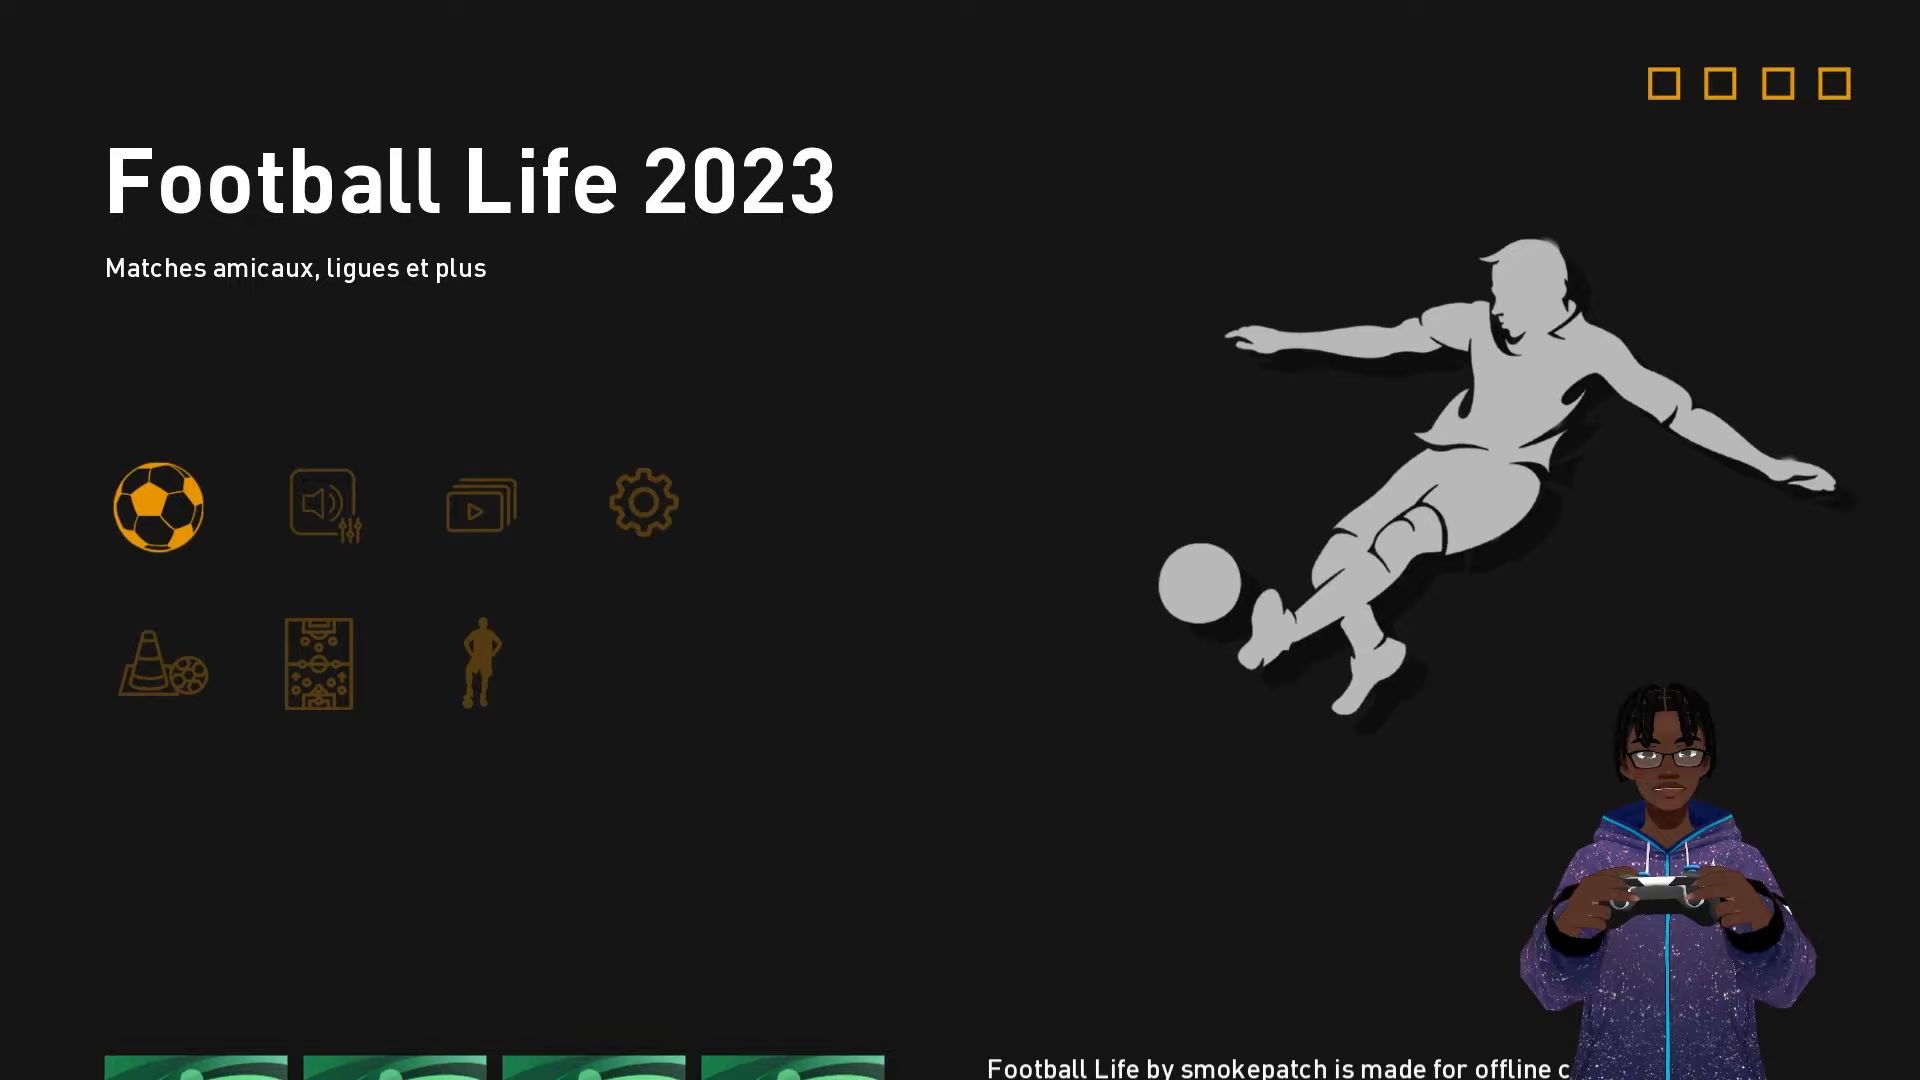 Football Life 2023
Matches amicaux, ligues et plus
Football Life by smokepatch is made for offline